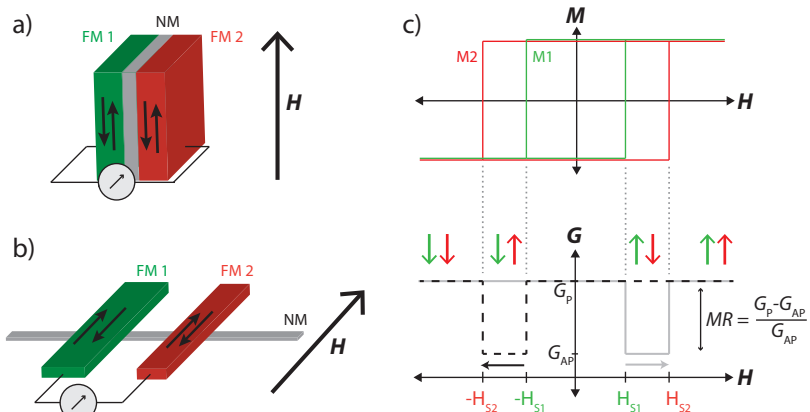 a)
NM
FM 1
FM 2
H
b)
FM 1
FM 2
NM
H
c)
M
M2
M1
H
G
G_P
G_AP
MR = G_P-G_AP
G_AP
H
-H_S2
-H_S1
H_S1
H_S2